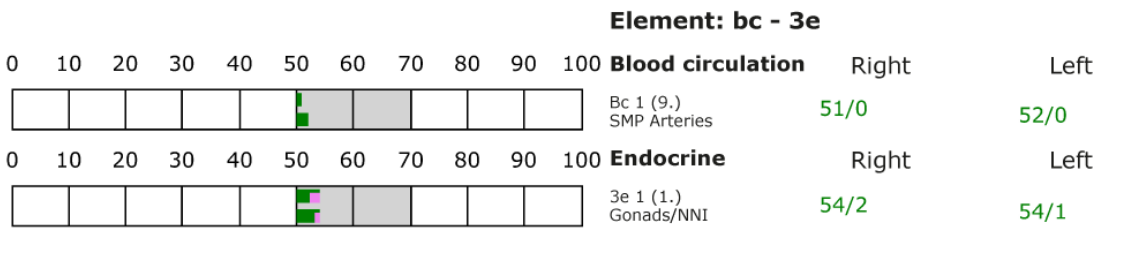 Element: bc - 3e
0 10 20 30 40 50 60 70 80 90 100 Blood circulation Right Left
Bc 1 (9.)
SMP Arteries
51/0 52/0
0 10 20 30 40 50 60 70 80 90 100 Endocrine Right Left
3e 1 (1.)
Gonads/NNI
54/2 54/1